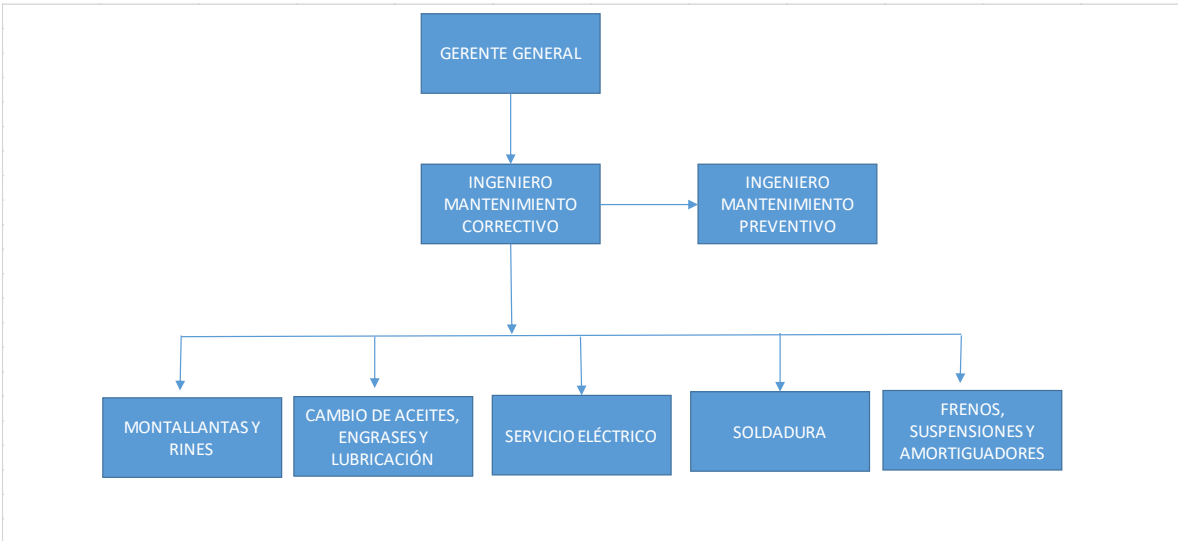 GERENTE GENERAL
INGENIERO
MANTENIMIENTO
CORRECTIVO
INGENIERO
MANTENIMIENTO
PREVENTIVO
MONTALLANTAS Y
RINES
CAMBIO DE ACEITES,
ENGRASES Y
LUBRICACIÓN
SERVICIO ELÉCTRICO
SOLDADURA
FRENOS,
SUSPENSIONES Y
AMORTIGUADORES